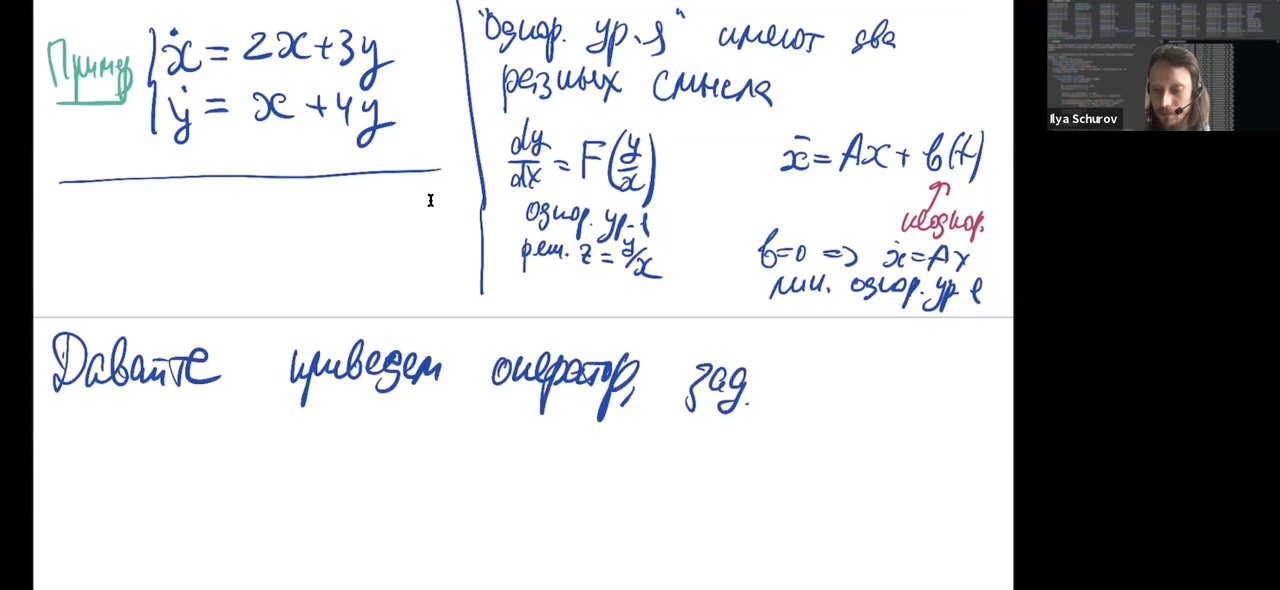 Пример
ẋ = 2x+3y
ẏ = x+4y
"Однор. ур-я" имеют два
разных смысла
dy/dx = F(y/x)
однор. ур-е
реш. z = y/x
ẋ = Ax + b(t)
неоднор.
b=0 => ẋ=Ax
лин. однор. ур-е
Давайте приведем оператор, зад.
Ilya Schurov